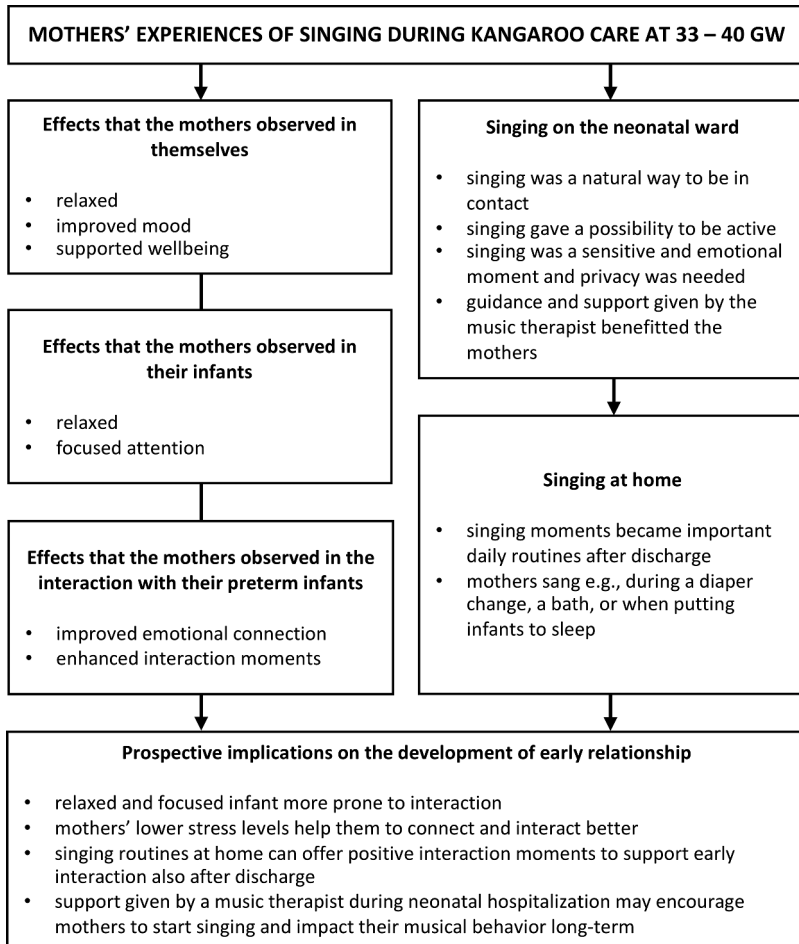 MOTHERS' EXPERIENCES OF SINGING DURING KANGAROO CARE AT 33 – 40 GW
Effects that the mothers observed in
themselves
• relaxed
• improved mood
• supported wellbeing
Effects that the mothers observed in
their infants
• relaxed
• focused attention
Effects that the mothers observed in the
interaction with their preterm infants
• improved emotional connection
• enhanced interaction moments
Singing on the neonatal ward
• singing was a natural way to be in
contact
• singing gave a possibility to be active
• singing was a sensitive and emotional
moment and privacy was needed
• guidance and support given by the
music therapist benefitted the
mothers
Singing at home
• singing moments became important
daily routines after discharge
• mothers sang e.g., during a diaper
change, a bath, or when putting
infants to sleep
Prospective implications on the development of early relationship
• relaxed and focused infant more prone to interaction
• mothers' lower stress levels help them to connect and interact better
• singing routines at home can offer positive interaction moments to support early
interaction also after discharge
• support given by a music therapist during neonatal hospitalization may encourage
mothers to start singing and impact their musical behavior long-term